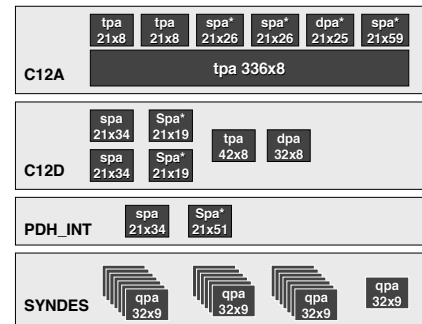 tpa tpa spa* spa* dpa* spa*
21x8 21x8 21x26 21x26 21x25 21x59
tpa 336x8
C12A
spa Spa*
21x34 21x19
tpa dpa
42x8 32x8
spa Spa*
21x34 21x19
C12D
spa Spa*
21x34 21x51
PDH_INT
qpa qpa qpa qpa
32x9 32x9 32x9 32x9
SYNDES